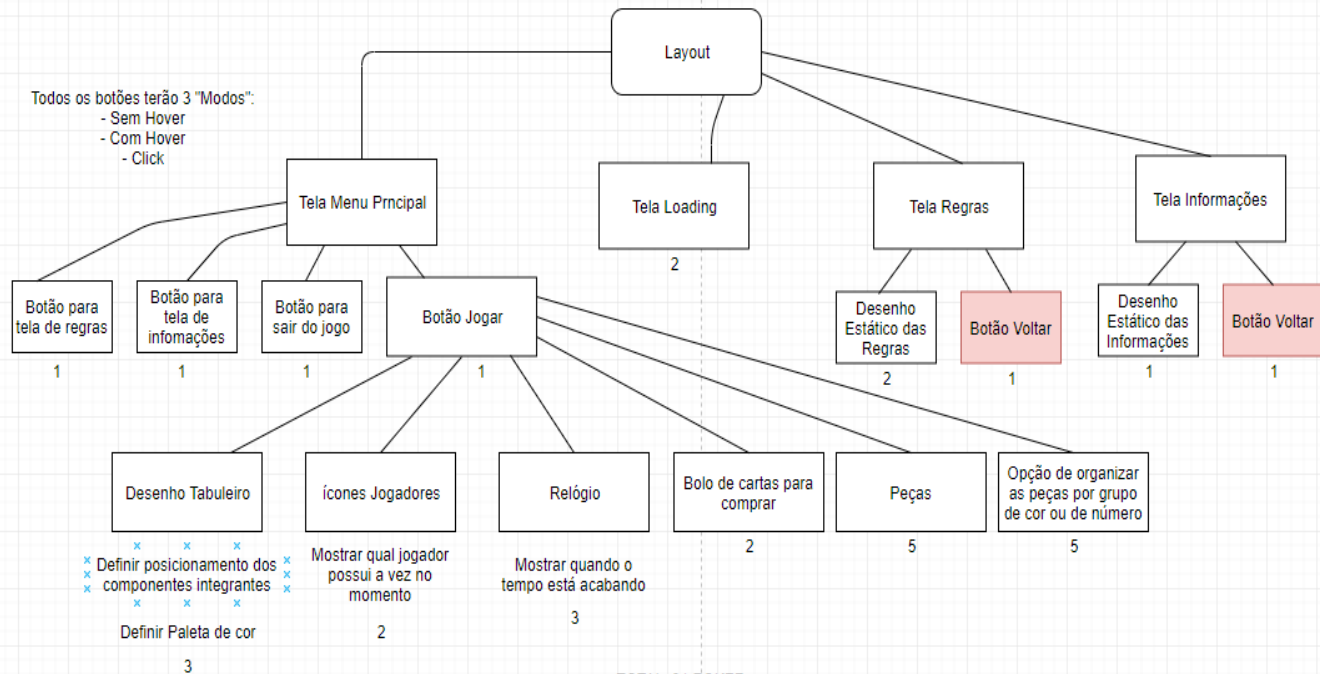 Layout
Todos os botões terão 3 "Modos":
- Sem Hover
- Com Hover
- Click
Tela Menu Prncipal
Tela Loading
2
Tela Regras
Tela Informações
Botão para
tela de regras
1
Botão para
tela de
infomações
1
Botão para
sair do jogo
1
Botão Jogar
1
Desenho
Estático das
Regras
2
Botão Voltar
1
Desenho
Estático das
Informações
1
Botão Voltar
1
Desenho Tabuleiro
Definir posicionamento dos
componentes integrantes
Definir Paleta de cor
3
ícones Jogadores
Mostrar qual jogador
possui a vez no
momento
2
Relógio
Mostrar quando o
tempo está acabando
3
Bolo de cartas para
comprar
2
Peças
5
Opção de organizar
as peças por grupo
de cor ou de número
5